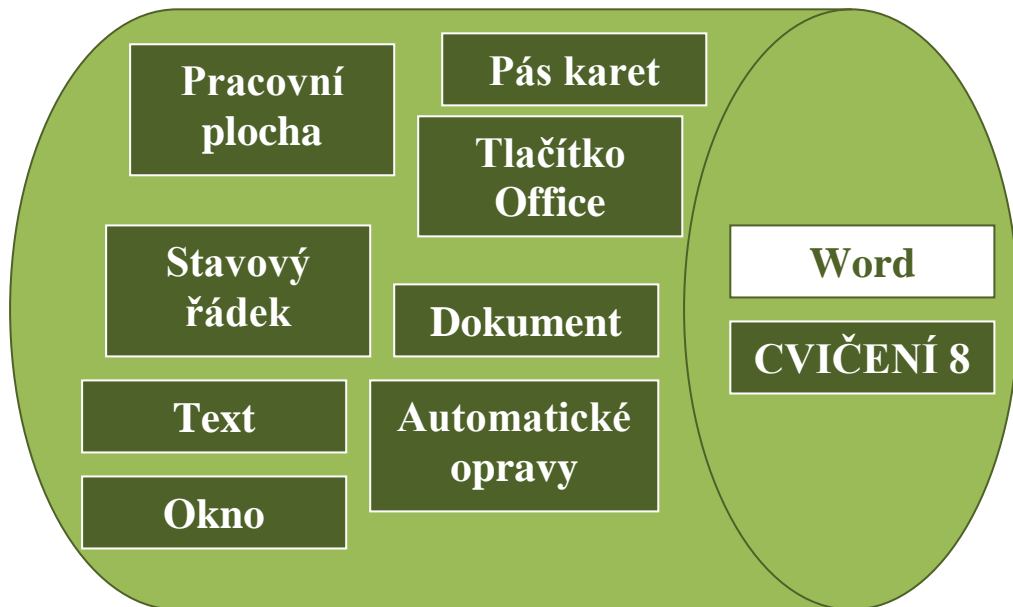 Pracovní
plocha
Pás karet
Tlačítko
Office
Stavový
řádek
Dokument
Text
Automatické
opravy
Okno
Word
CVIČENÍ 8